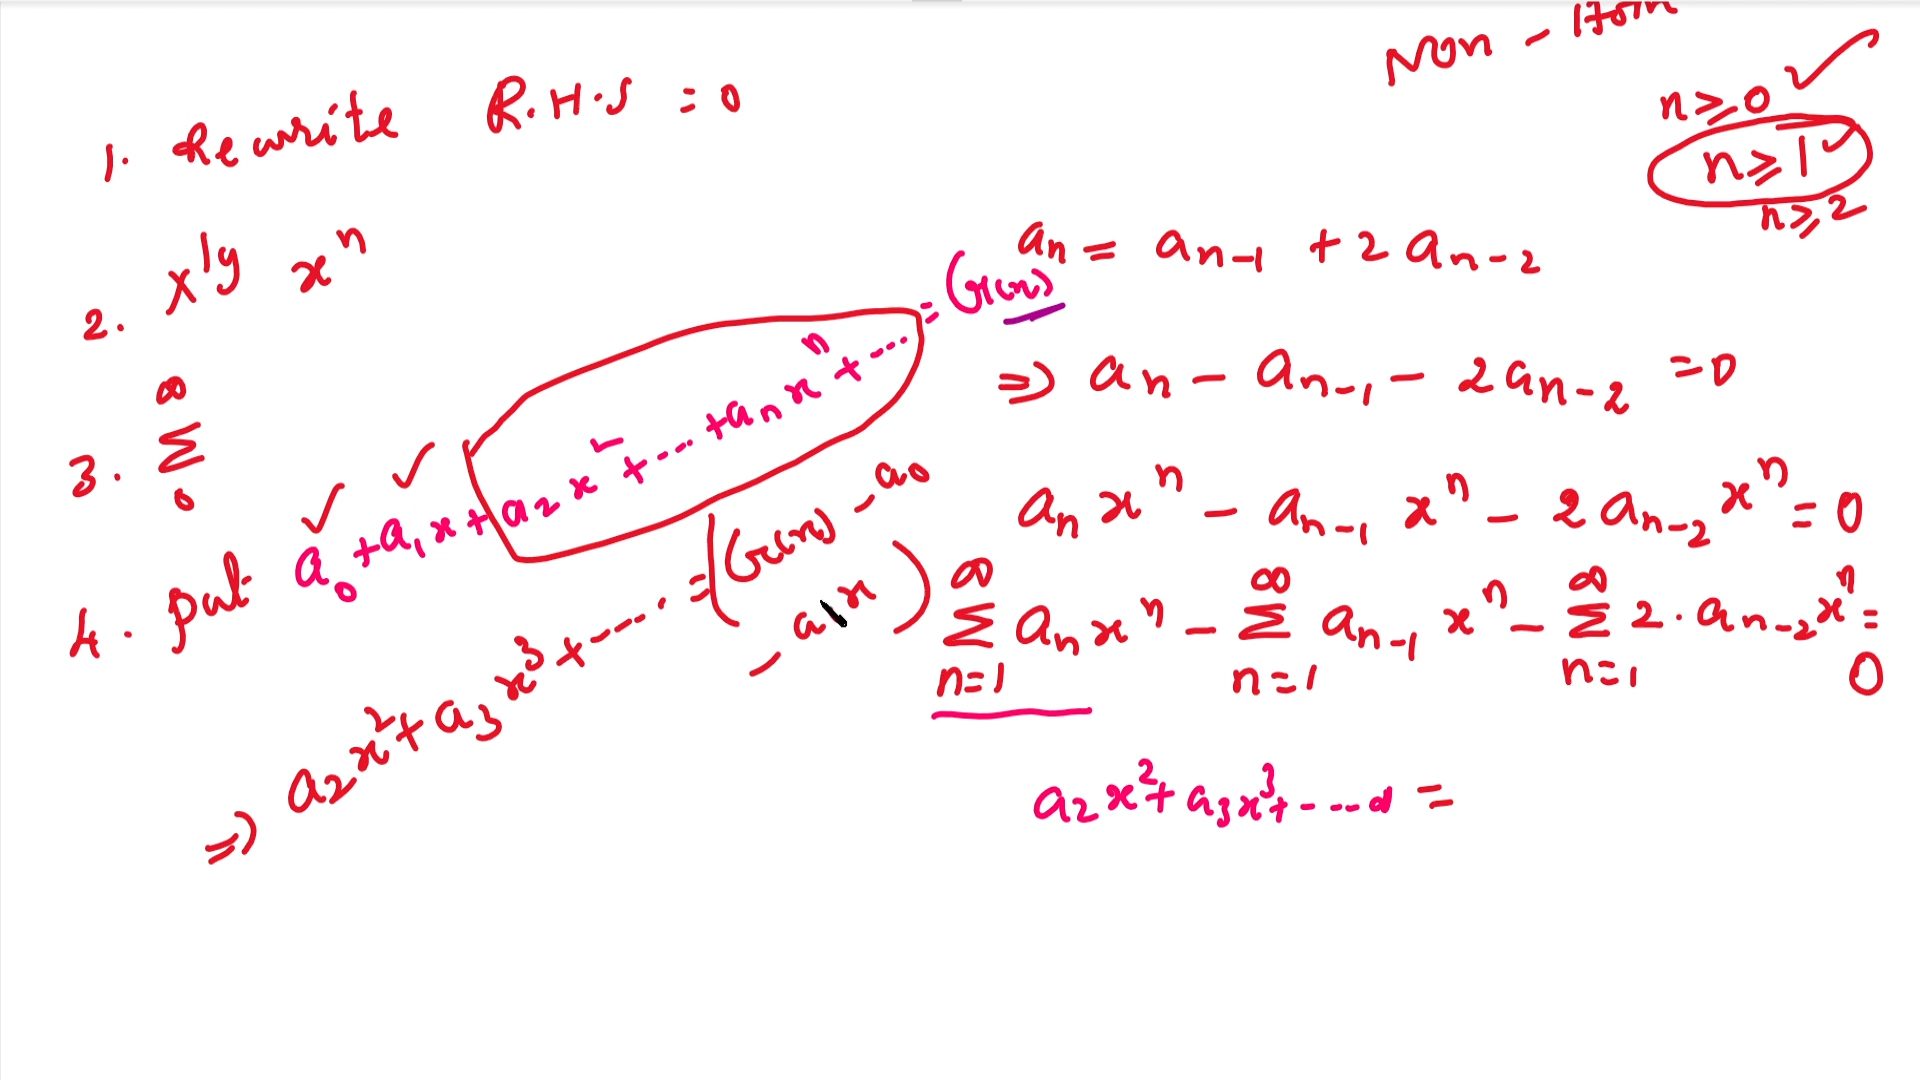 Non -
n ≥ 0 ✓
n ≥ 1 ✓
n ≥ 2
1. Rewrite R.H.S = 0
2. x'ly xⁿ
3. ∞ Σ 0
4. put a₀ + a₁x + a₂x² + .... + aₙxⁿ + .... = G(x)
⇒ a₂x² + a₃x³ + ...... = (G(x) - a₀ - a₁x)
aₙ = aₙ₋₁ + 2aₙ₋₂
⇒ aₙ - aₙ₋₁ - 2aₙ₋₂ = 0
aₙxⁿ - aₙ₋₁xⁿ - 2aₙ₋₂xⁿ = 0
∞ Σ n=1 aₙxⁿ - ∞ Σ n=1 aₙ₋₁xⁿ - ∞ Σ n=1 2·aₙ₋₂xⁿ = 0
a₂x² + a₃x³ + ----- =